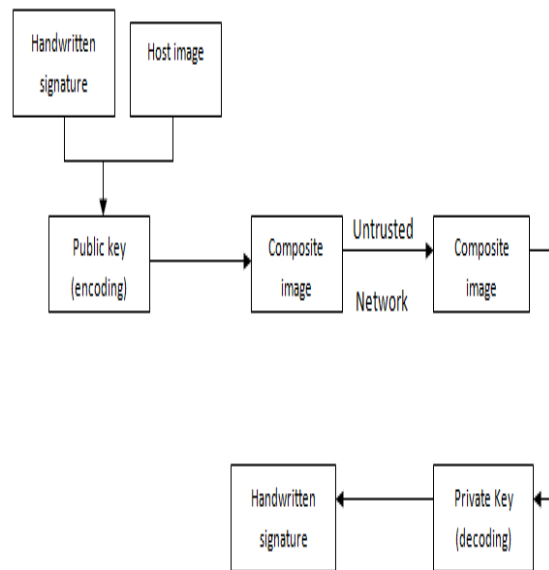 Handwritten
signature
Host image
Public key
(encoding)
Composite
image
Untrusted
Network
Composite
image
Handwritten
signature
Private Key
(decoding)